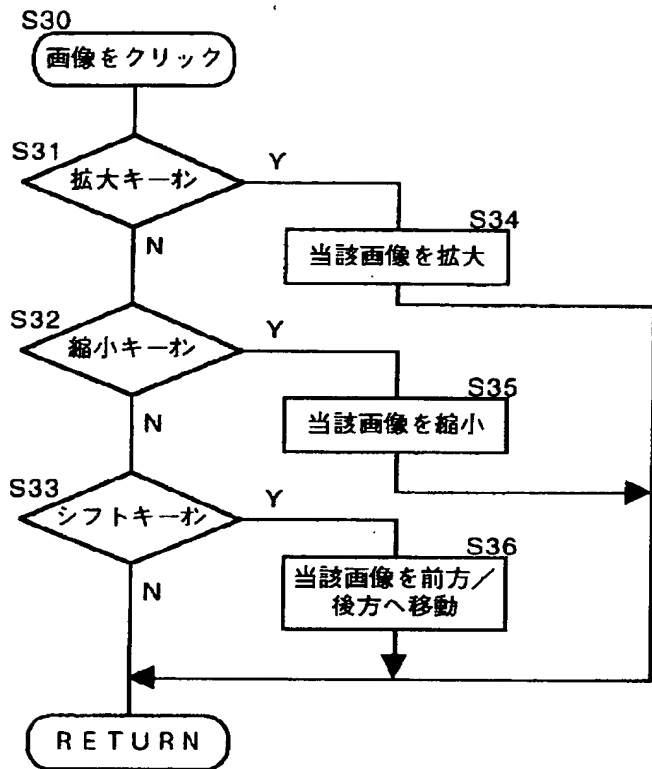 S30
画像をクリック
S31
拡大キーオン
Y
N
S34
当該画像を拡大
S32
縮小キーオン
Y
N
S35
当該画像を縮小
S33
シフトキーオン
Y
N
S36
当該画像を前方/
後方へ移動
RETURN